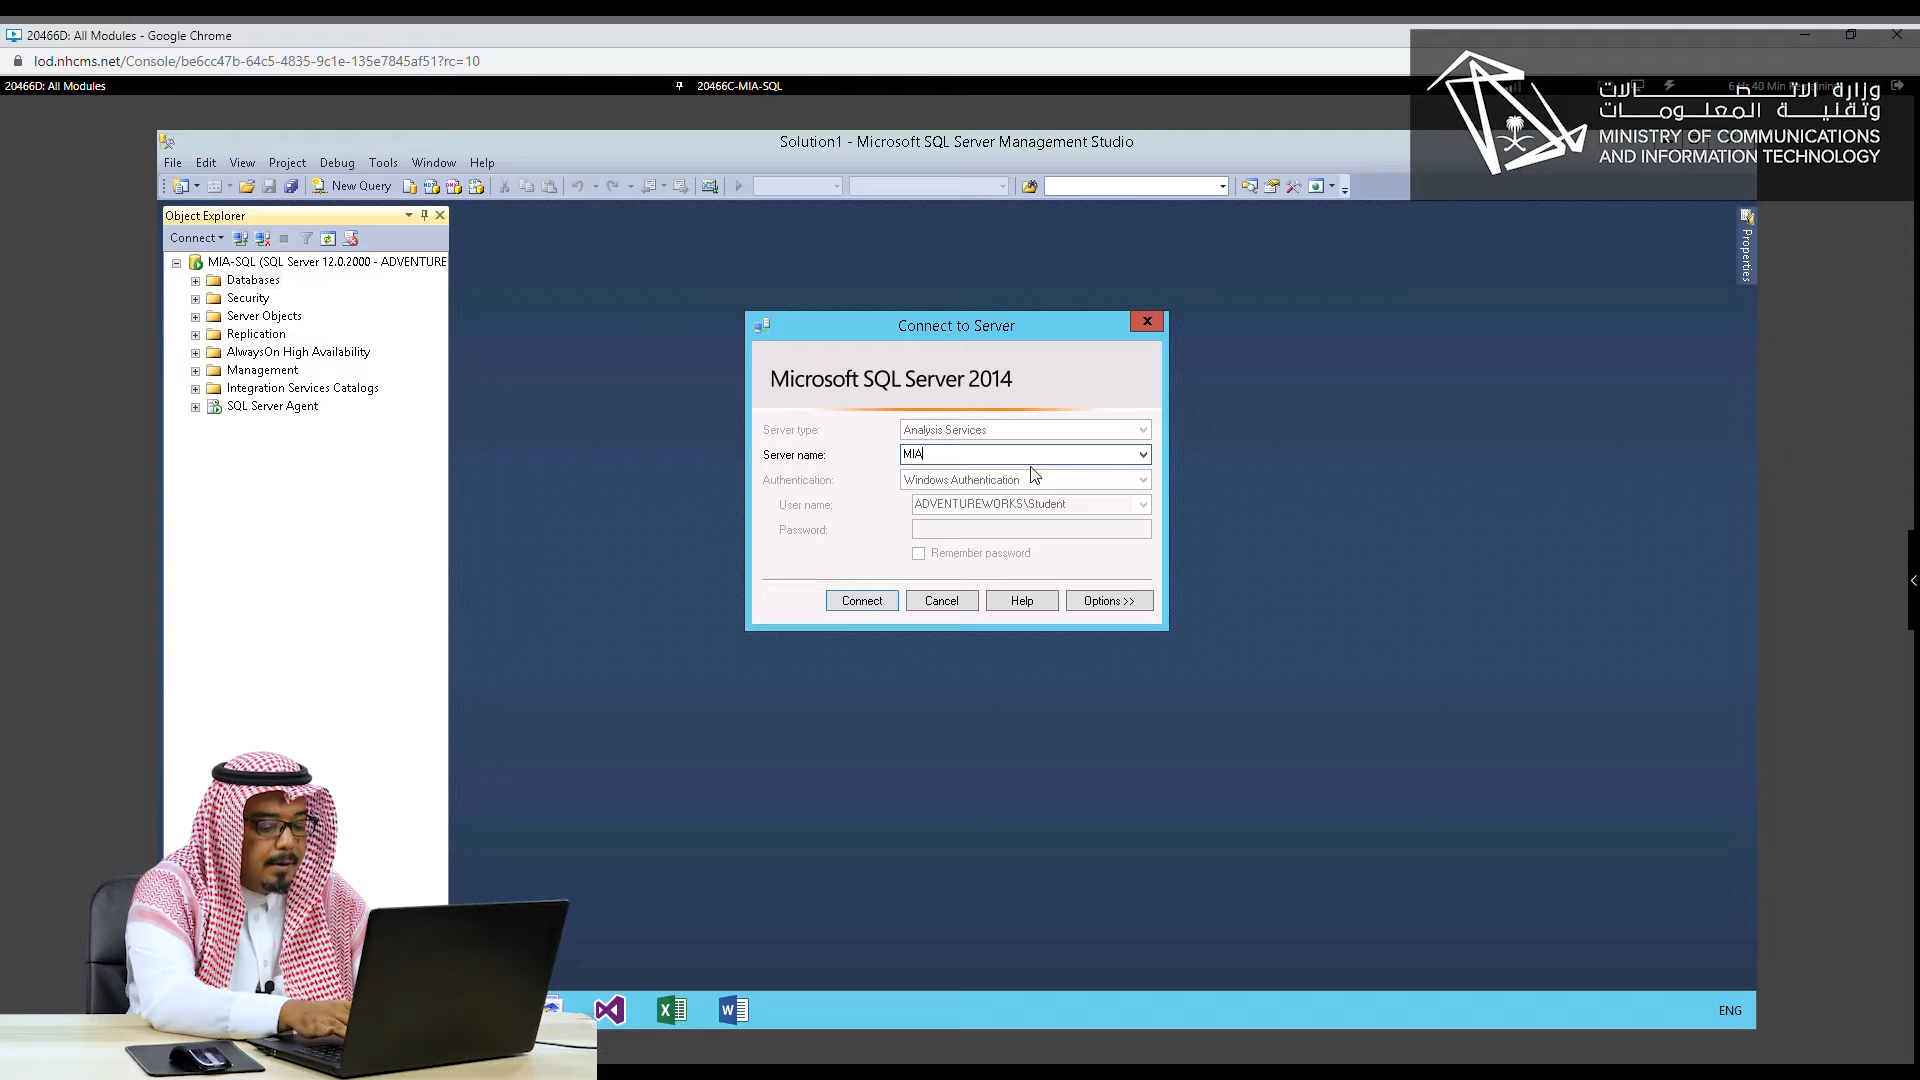 20466D: All Modules - Google Chrome
lod.nhcms.net/Console/be6cc47b-64c5-4835-9c1e-135e7845af51?rc=10
20466D: All Modules
20466C-MIA-SQL
وزارة الاتصالات
وتقنية المعلومات
MINISTRY OF COMMUNICATIONS
AND INFORMATION TECHNOLOGY
Solution1 - Microsoft SQL Server Management Studio
File Edit View Project Debug Tools Window Help
New Query
Object Explorer
Connect
MIA-SQL (SQL Server 12.0.2000 - ADVENTURE
Databases
Security
Server Objects
Replication
AlwaysOn High Availability
Management
Integration Services Catalogs
SQL Server Agent
Properties
Connect to Server
Microsoft SQL Server 2014
Server type: Analysis Services
Server name: MIA
Authentication: Windows Authentication
User name: ADVENTUREWORKS\Student
Password:
Remember password
Connect Cancel Help Options >>
ENG